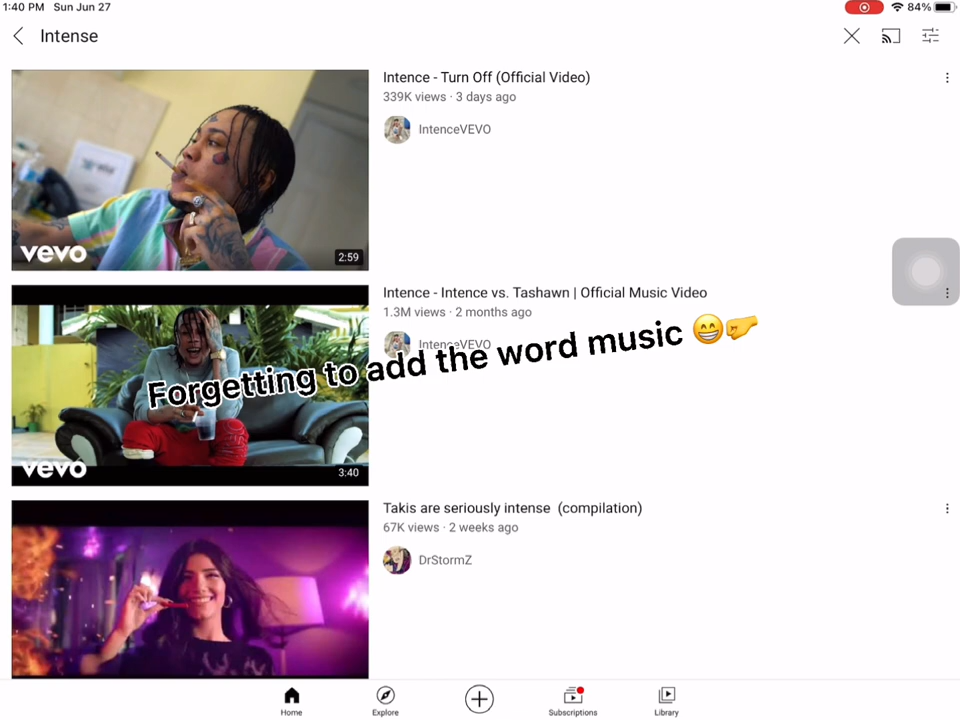 1:40 PM Sun Jun 27
84%
Intense
Intence - Turn Off (Official Video)
339K views · 3 days ago
IntenceVEVO
vevo
2:59
Intence - Intence vs. Tashawn | Official Music Video
1.3M views · 2 months ago
IntenceVEVO
Forgetting to add the word music 😁🤛
vevo
3:40
Takis are seriously intense (compilation)
67K views · 2 weeks ago
DrStormZ
Home
Explore
Subscriptions
Library